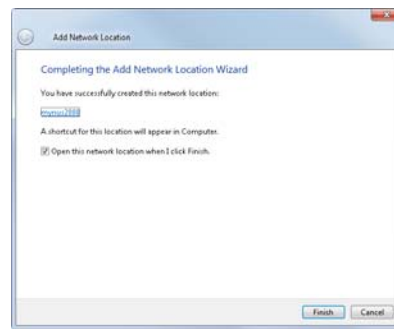 Add Network Location
Completing the Add Network Location Wizard
You have successfully created this network location:
A shortcut for this location will appear in Computer.
Open this network location when I click Finish.
Finish
Cancel